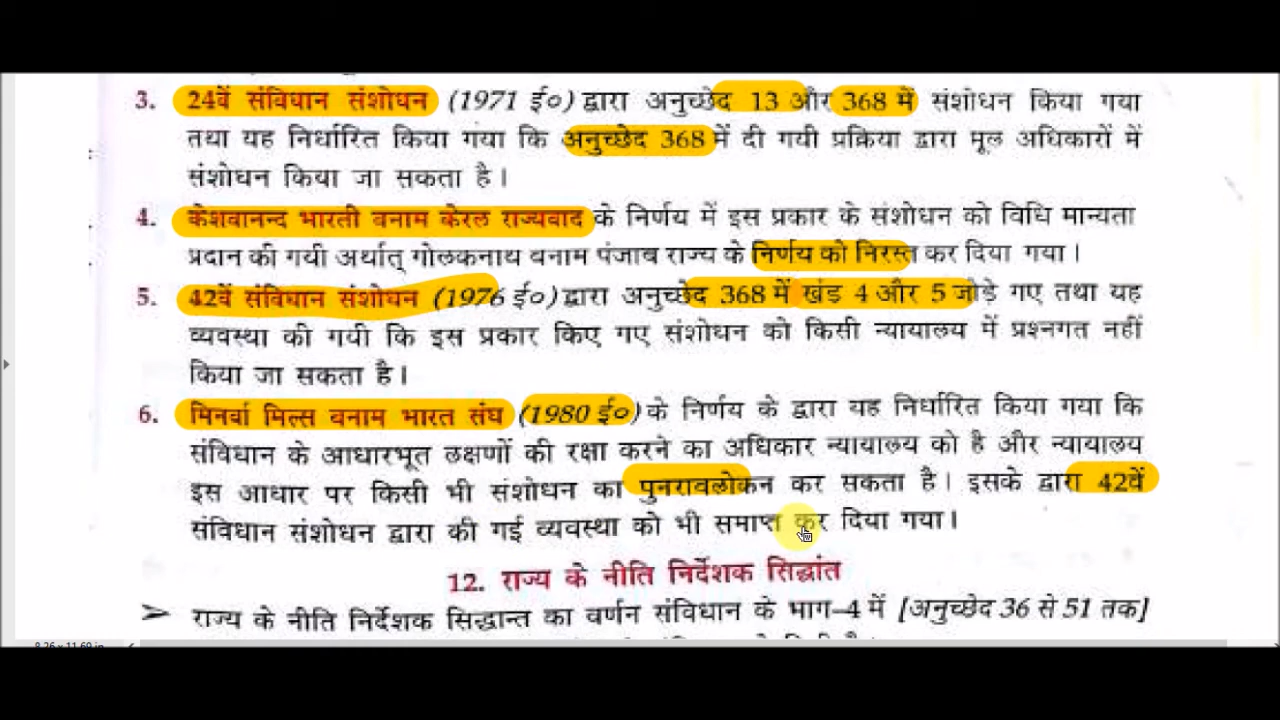 3. 24वें संविधान संशोधन (1971 ई०) द्वारा अनुच्छेद 13 और 368 में संशोधन किया गया
तथा यह निर्धारित किया गया कि अनुच्छेद 368 में दी गयी प्रक्रिया द्वारा मूल अधिकारों में
संशोधन किया जा सकता है।
4. केशवानन्द भारती बनाम केरल राज्यवाद के निर्णय में इस प्रकार के संशोधन को विधि मान्यता
प्रदान की गयी अर्थात् गोलकनाथ बनाम पंजाब राज्य के निर्णय को निरस्त कर दिया गया।
5. 42वें संविधान संशोधन (1976 ई०) द्वारा अनुच्छेद 368 में खंड 4 और 5 जोड़े गए तथा यह
व्यवस्था की गयी कि इस प्रकार किए गए संशोधन को किसी न्यायालय में प्रश्नगत नहीं
किया जा सकता है।
6. मिनर्वा मिल्स बनाम भारत संघ (1980 ई०) के निर्णय के द्वारा यह निर्धारित किया गया कि
संविधान के आधारभूत लक्षणों की रक्षा करने का अधिकार न्यायालय को है और न्यायालय
इस आधार पर किसी भी संशोधन का पुनरावलोकन कर सकता है। इसके द्वारा 42वें
संविधान संशोधन द्वारा की गई व्यवस्था को भी समाप्त कर दिया गया।
12. राज्य के नीति निर्देशक सिद्धांत
➢ राज्य के नीति निर्देशक सिद्धान्त का वर्णन संविधान के भाग-4 में [अनुच्छेद 36 से 51 तक]
8.26 x 11.69 in